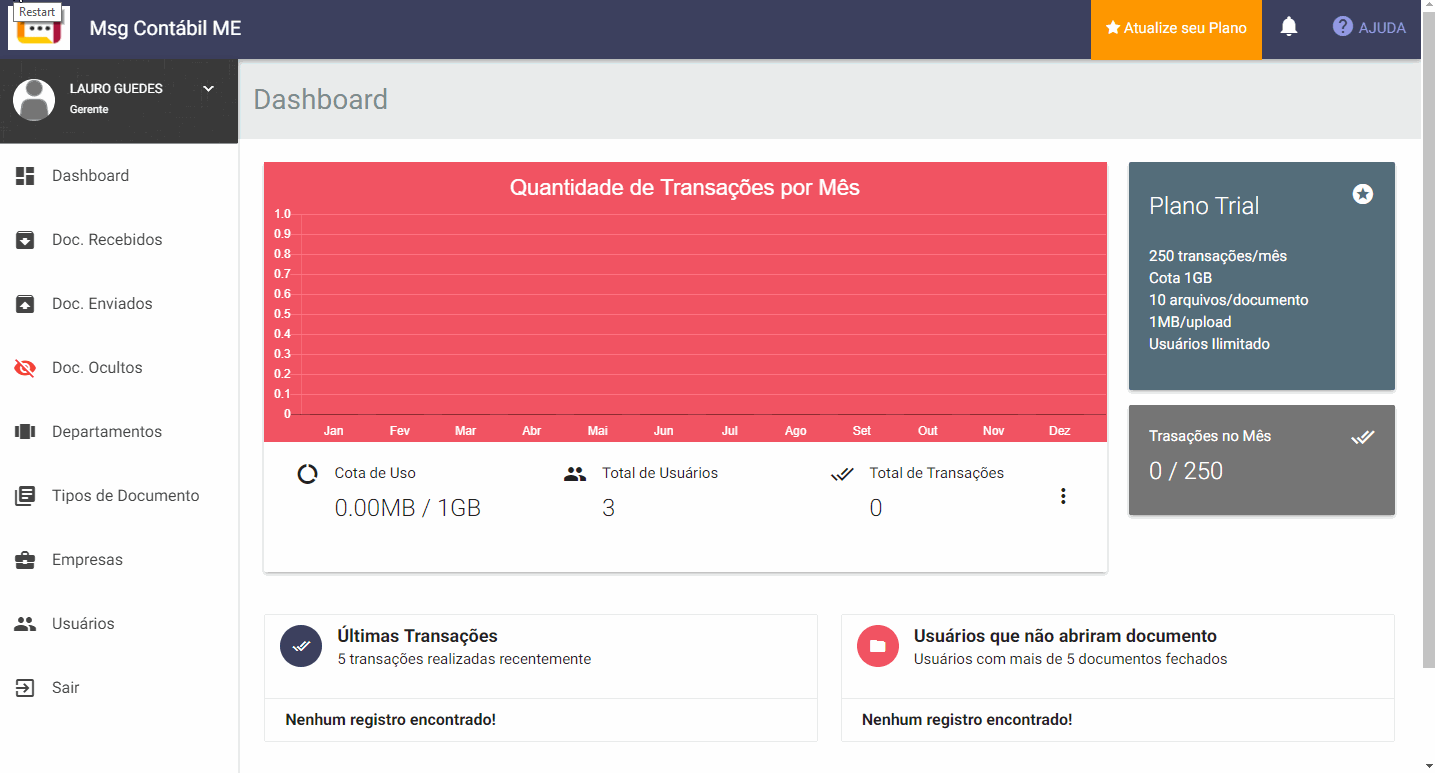 Restart
Msg Contábil ME
Atualize seu Plano
AJUDA
LAURO GUEDES
Gerente
Dashboard
Dashboard
Doc. Recebidos
Doc. Enviados
Doc. Ocultos
Departamentos
Tipos de Documento
Empresas
Usuários
Sair
Quantidade de Transações por Mês
1.0
0.9
0.8
0.7
0.6
0.5
0.4
0.3
0.2
0.1
0
Jan Fev Mar Abr Mai Jun Jul Ago Set Out Nov Dez
Cota de Uso
0.00MB / 1GB
Total de Usuários
3
Total de Transações
0
Plano Trial
250 transações/mês
Cota 1GB
10 arquivos/documento
1MB/upload
Usuários Ilimitado
Trasações no Mês
0 / 250
Últimas Transações
5 transações realizadas recentemente
Nenhum registro encontrado!
Usuários que não abriram documento
Usuários com mais de 5 documentos fechados
Nenhum registro encontrado!